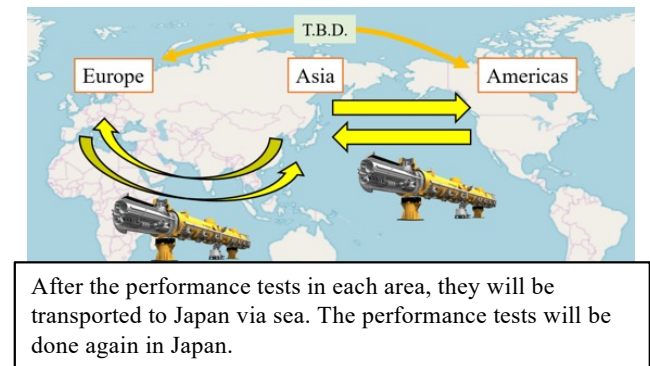 T.B.D.
Europe
Asia
Americas
After the performance tests in each area, they will be
transported to Japan via sea. The performance tests will be
done again in Japan.